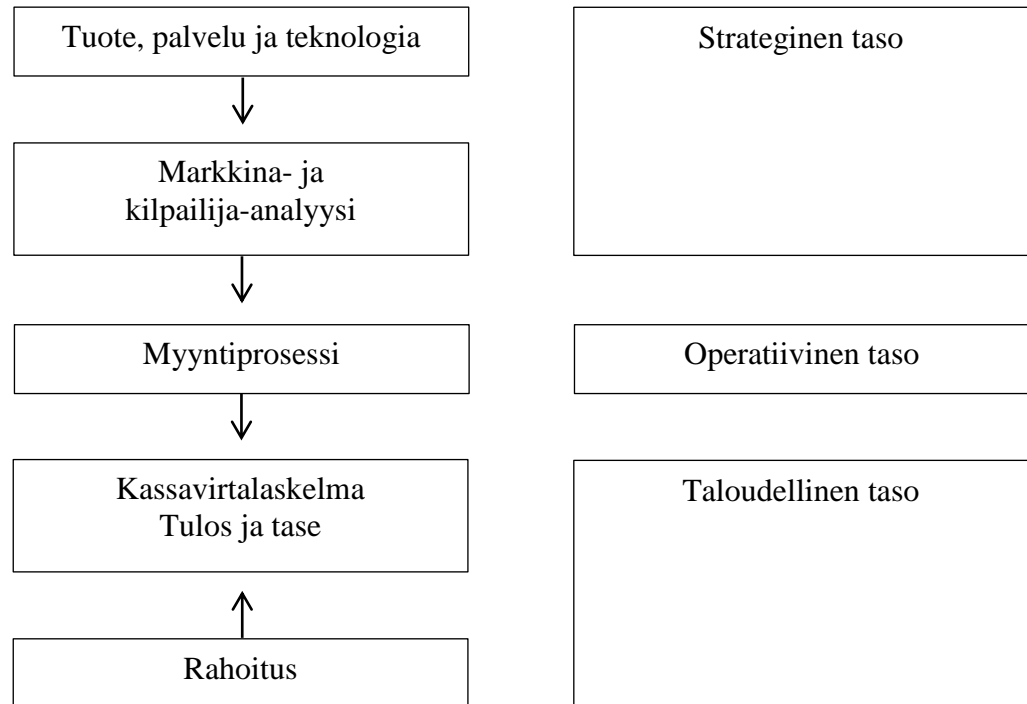 Tuote, palvelu ja teknologia
Strateginen taso
Markkina- ja
kilpailija-analyysi
Myyntiprosessi
Operatiivinen taso
Kassavirtalaskelma
Tulos ja tase
Taloudellinen taso
Rahoitus